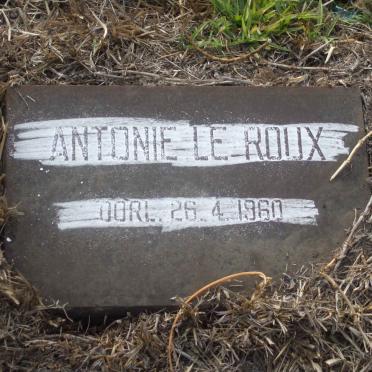 ANTONIE LE ROUX
OORL. 26.4.1960